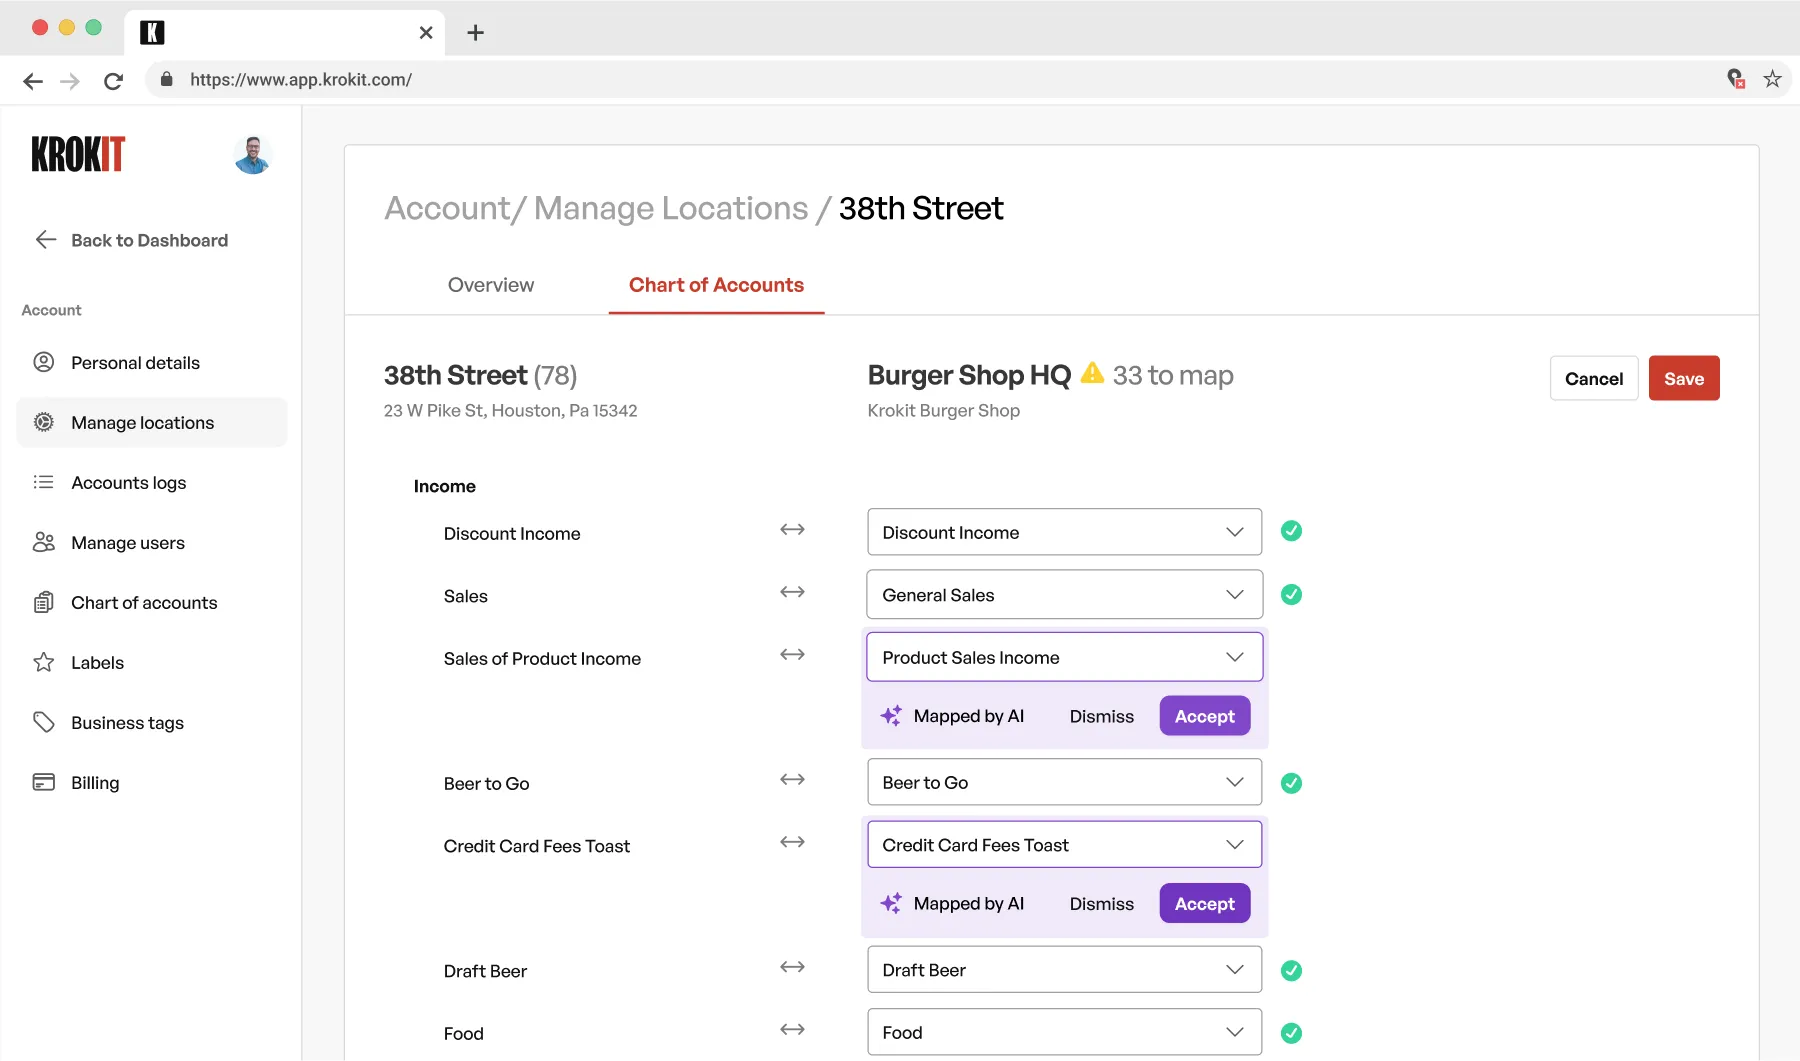 K
https://www.app.krokit.com/
KROKIT
Back to Dashboard
Account
Personal details
Manage locations
Accounts logs
Manage users
Chart of accounts
Labels
Business tags
Billing
Account/ Manage Locations / 38th Street
Overview
Chart of Accounts
38th Street (78)
23 W Pike St, Houston, Pa 15342
Burger Shop HQ 33 to map
Krokit Burger Shop
Cancel
Save
Income
Discount Income
Discount Income
Sales
General Sales
Sales of Product Income
Product Sales Income
Mapped by AI
Dismiss
Accept
Beer to Go
Beer to Go
Credit Card Fees Toast
Credit Card Fees Toast
Mapped by AI
Dismiss
Accept
Draft Beer
Draft Beer
Food
Food